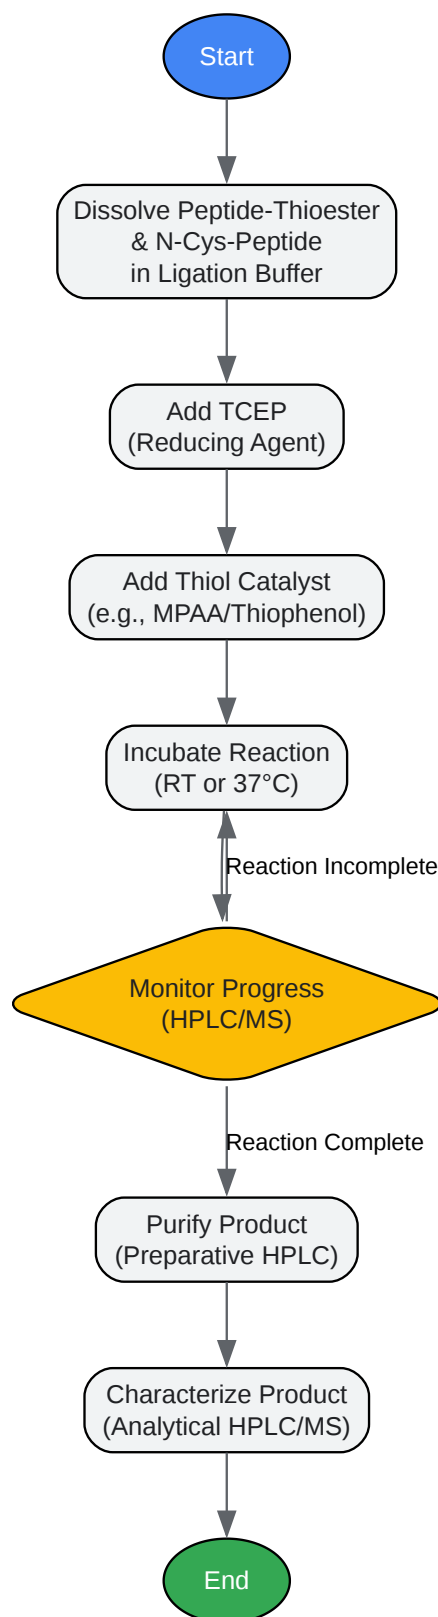 Start
Dissolve Peptide-Thioester
& N-Cys-Peptide
in Ligation Buffer
Add TCEP
(Reducing Agent)
Add Thiol Catalyst
(e.g., MPAA/Thiophenol)
Incubate Reaction
(RT or 37°C)
Reaction Incomplete
Monitor Progress
(HPLC/MS)
Reaction Complete
Purify Product
(Preparative HPLC)
Characterize Product
(Analytical HPLC/MS)
End